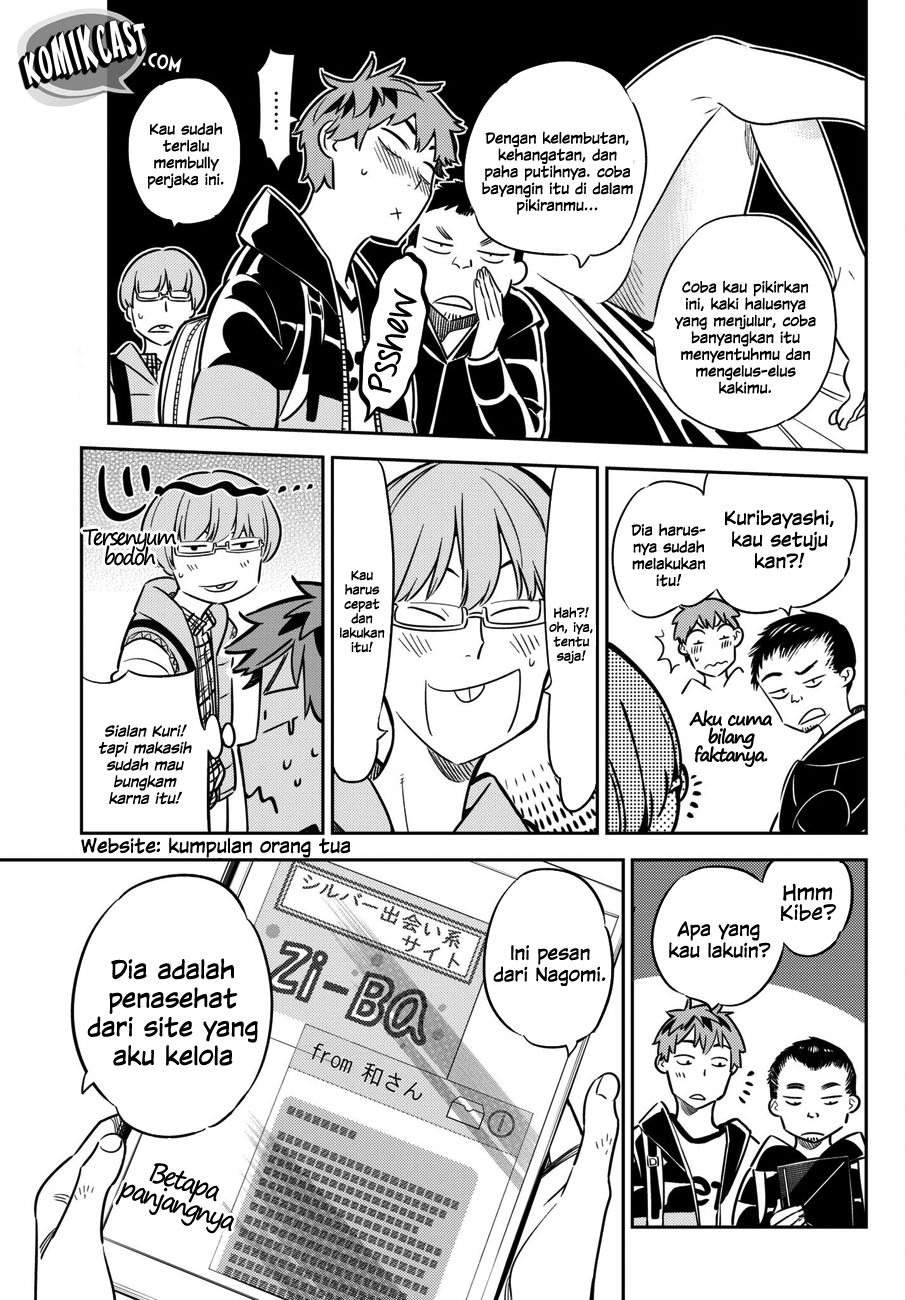 KOMIKCAST
.COM
Dengan kelembutan,
kehangatan, dan
paha putihnya. coba
bayangin itu di dalam
pikiranmu...
Coba kau pikirkan
ini, kaki halusnya
yang menjulur, coba
banyangkan itu
menyentuhmu dan
mengelus-elus
kakimu.
Psshew
.........
Kau sudah
terlalu
membully
perjaka ini.
Kuribayashi,
kau setuju
kan?!
Dia harus-
nya sudah
melakukan
itu!
Aku cuma
bilang
faktanya.
Hah?!
oh, iya,
tentu
saja!
Kau
harus
cepat
dan
lakukan
itu!
じ〜...
Tersenyum
bodoh
Sialan Kuri!
tapi makasih
sudah mau
bungkam
karna itu!
Website: kumpulan orang tua
Hmm
Kibe?
Apa yang
kau lakuin?
Ini pesan
dari Nagomi.
シルバー出会い系
サイト
Zi-BA
from 和さん
Dia adalah
penasehat
dari site yang
aku kelola
Betapa
panjangnya